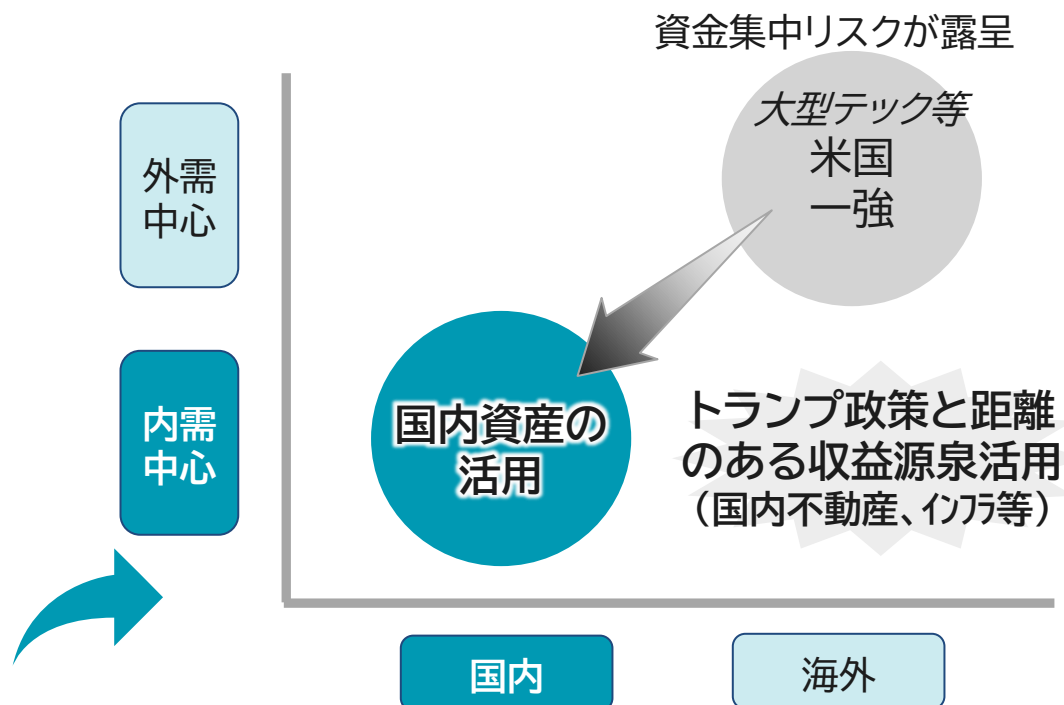 資金集中リスクが露呈
大型テック等
米国
一強
外需
中心
内需
中心
国内資産の
活用
トランプ政策と距離
のある収益源泉活用
（国内不動産、ｲﾝﾌﾗ等）
国内
海外